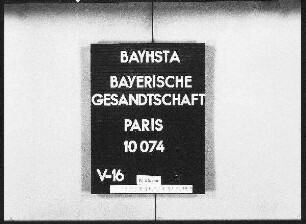 BAYHSTA
BAYERISCHE
GESANDTSCHAFT
PARIS
10 074
V-16